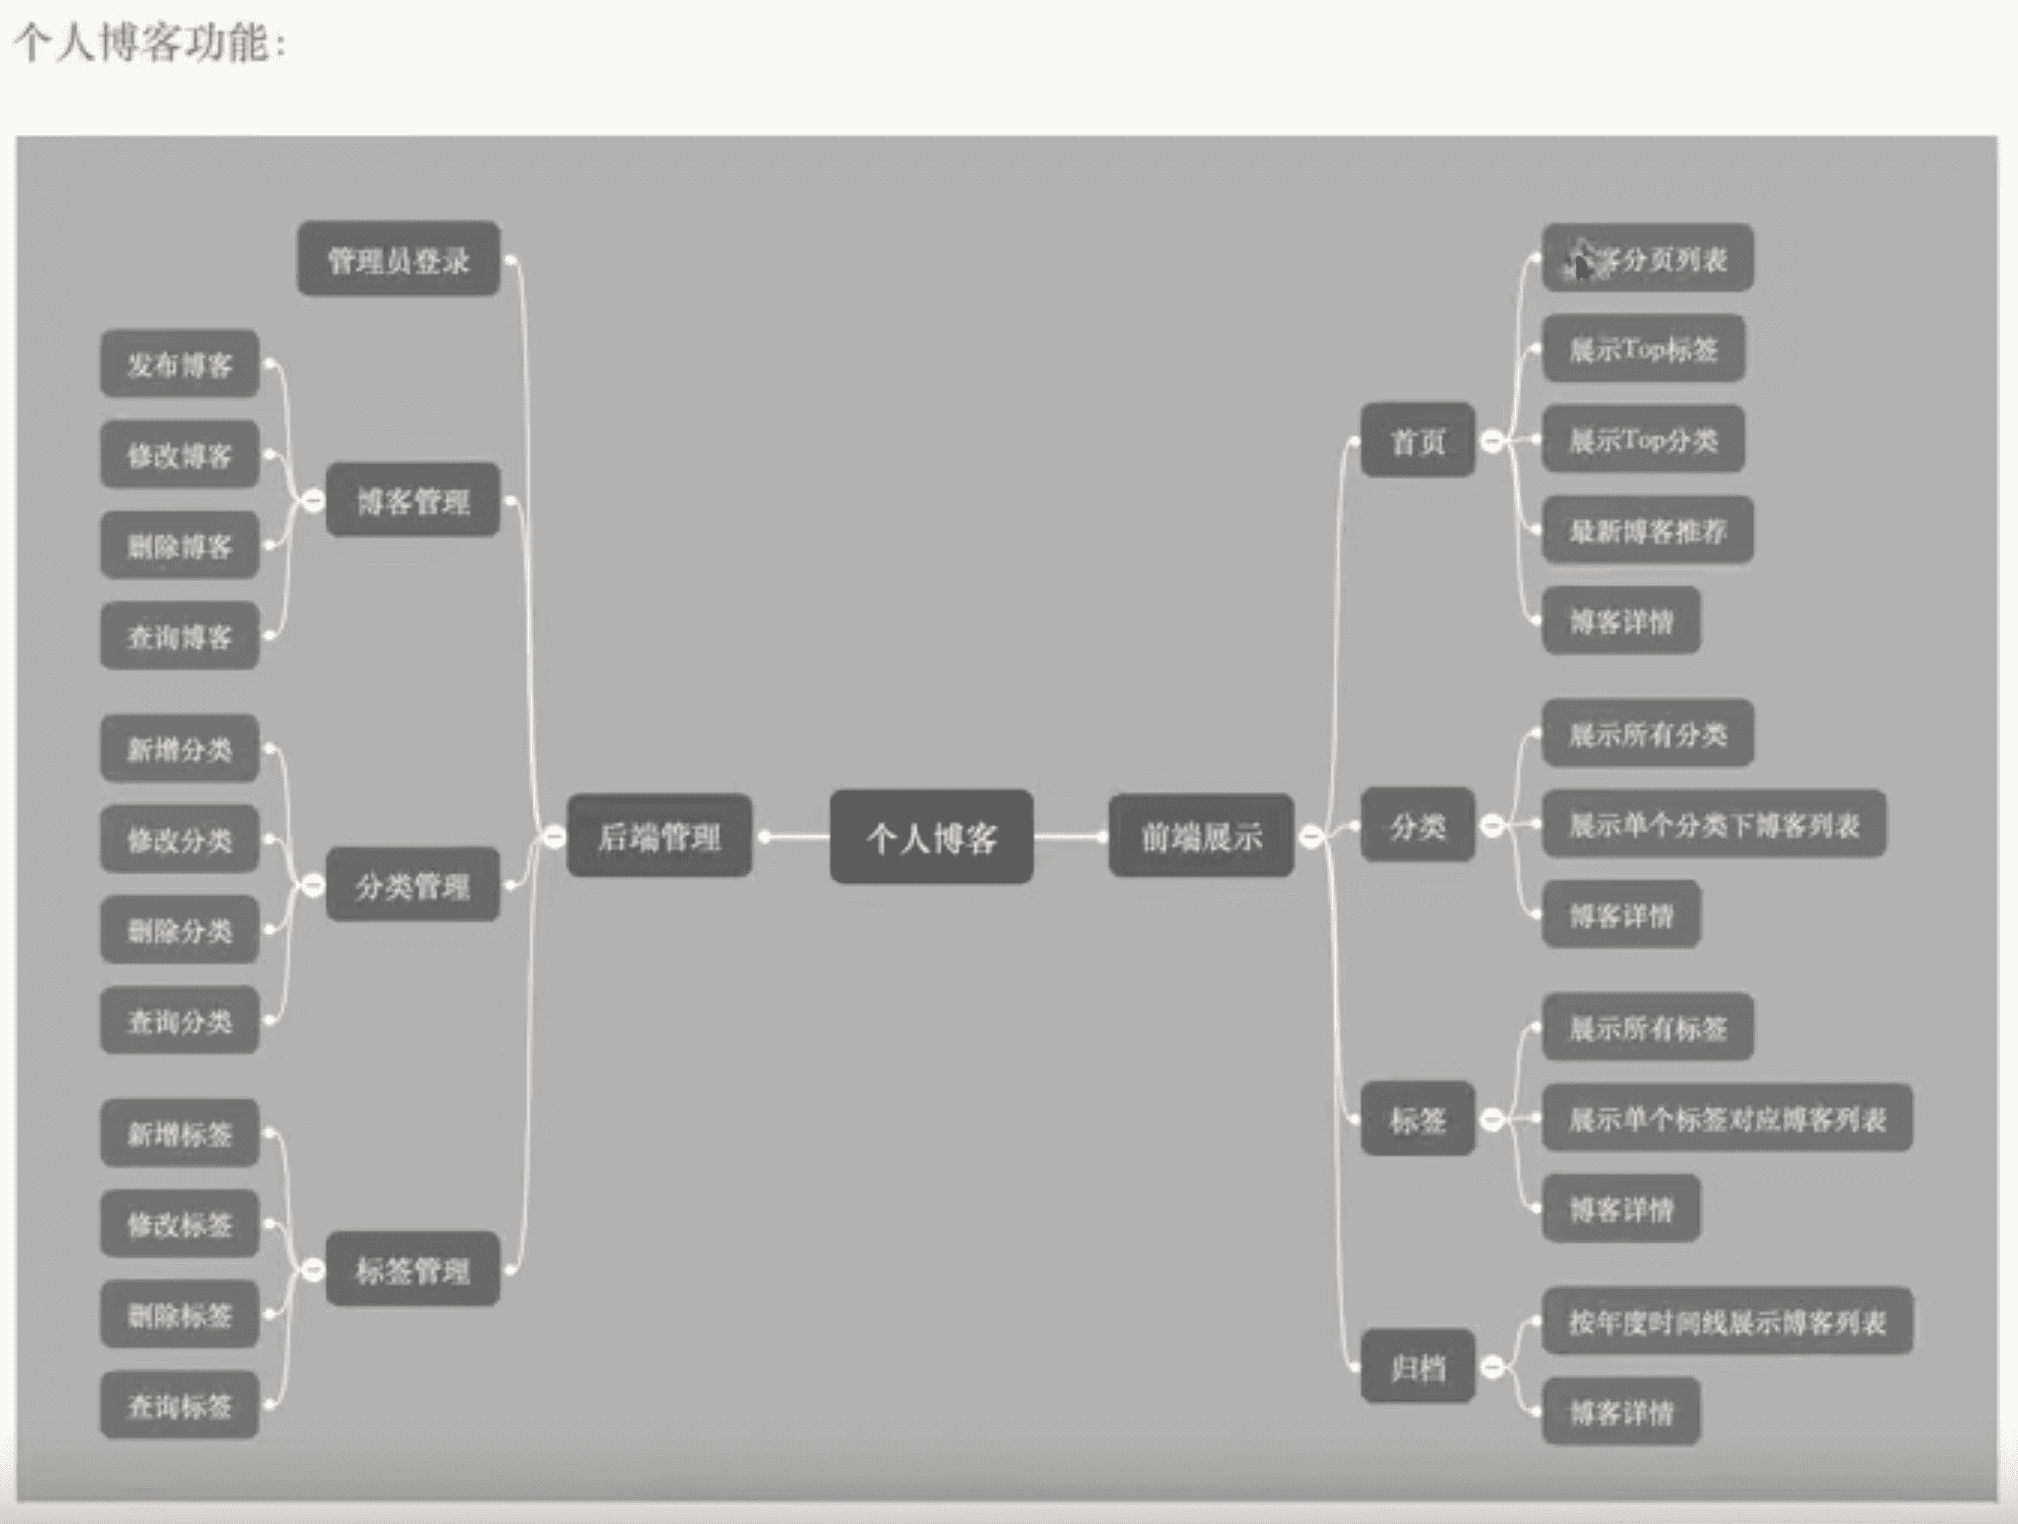 个人博客功能：
管理员登录
发布博客
修改博客
删除博客
查询博客
博客管理
新增分类
修改分类
删除分类
查询分类
分类管理
新增标签
修改标签
删除标签
查询标签
标签管理
后端管理
个人博客
前端展示
首页
客分页列表
展示Top标签
展示Top分类
最新博客推荐
博客详情
分类
展示所有分类
展示单个分类下博客列表
博客详情
标签
展示所有标签
展示单个标签对应博客列表
博客详情
归档
按年度时间线展示博客列表
博客详情